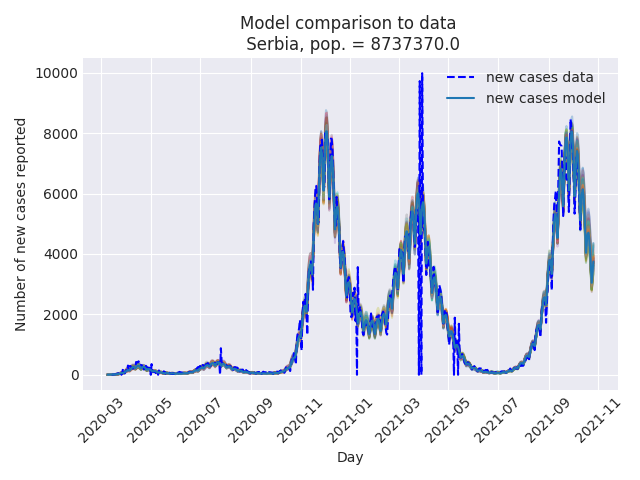 Model comparison to data
Serbia, pop. = 8737370.0
new cases data
new cases model
Number of new cases reported
10000
8000
6000
4000
2000
0
2020-03
2020-05
2020-07
2020-09
2020-11
2021-01
2021-03
2021-05
2021-07
2021-09
2021-11
Day